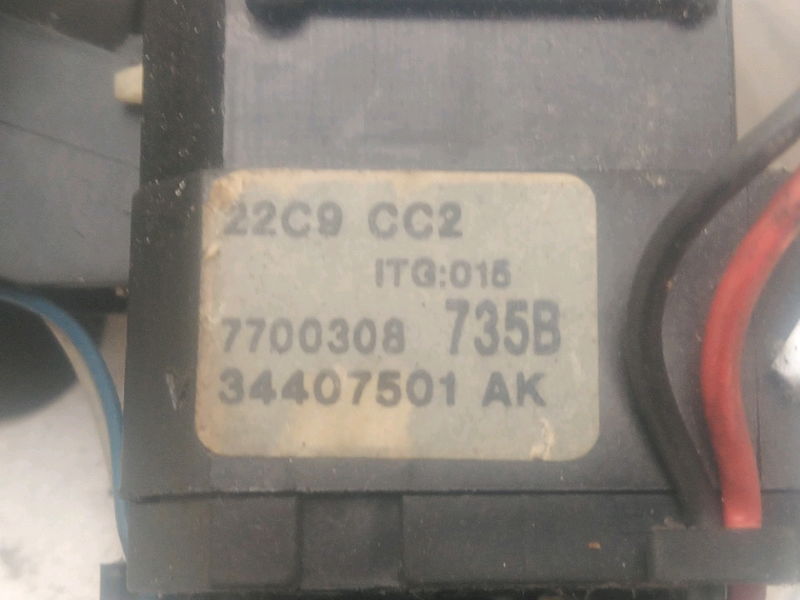 22C9 CC2
ITG:015
7700308 735B
V 34407501 AK